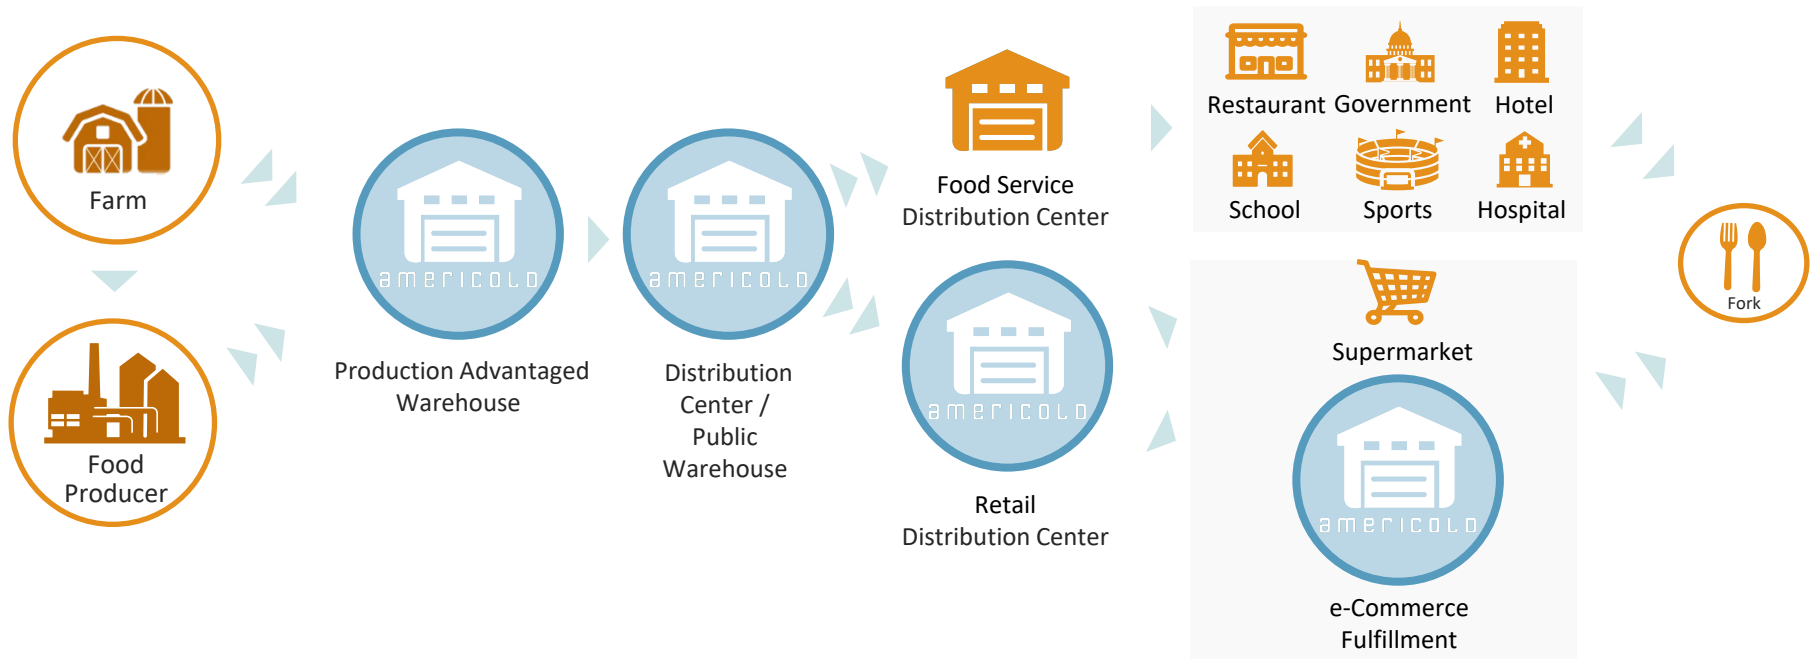 Farm
Food
Producer
americold
Production Advantaged
Warehouse
americold
Distribution
Center /
Public
Warehouse
Food Service
Distribution Center
americold
Retail
Distribution Center
Restaurant
Government
Hotel
School
Sports
Hospital
Supermarket
americold
e-Commerce
Fulfillment
Fork